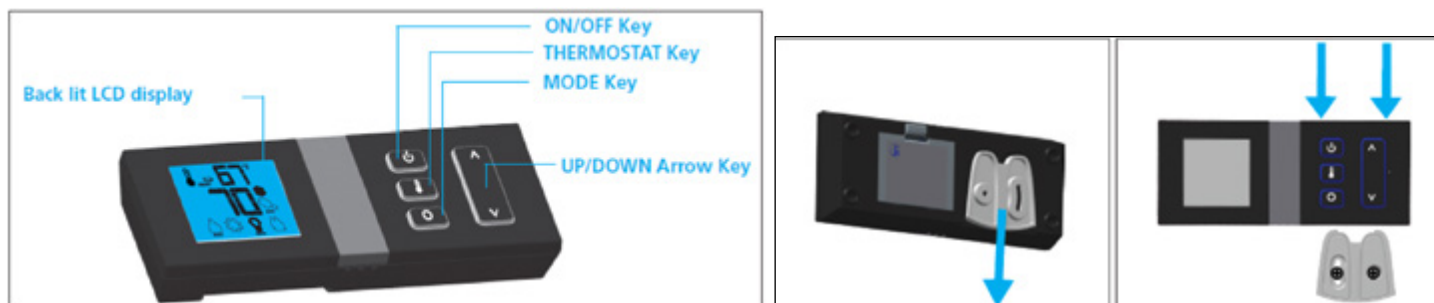 ON/OFF Key
THERMOSTAT Key
MODE Key
Back lit LCD display
67°
70
UP/DOWN Arrow Key